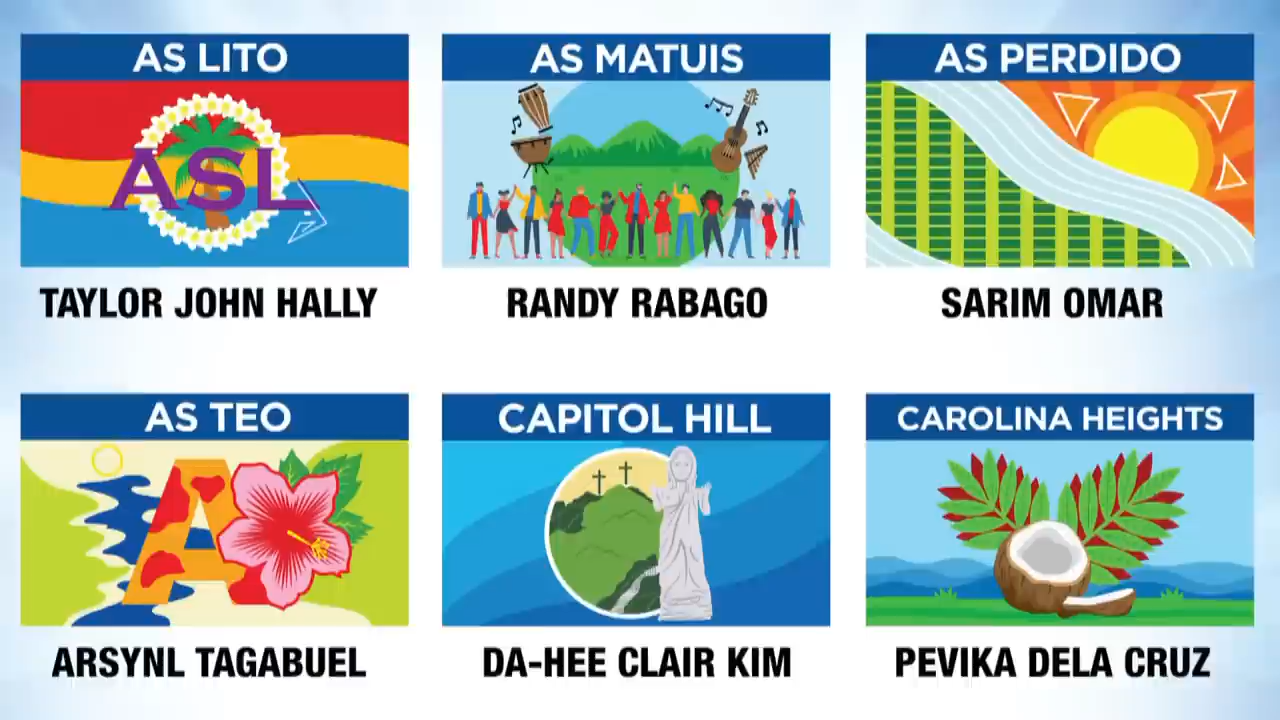 AS LITO
AS MATUIS
AS PERDIDO
ASL
TAYLOR JOHN HALLY
RANDY RABAGO
SARIM OMAR
AS TEO
CAPITOL HILL
CAROLINA HEIGHTS
A
ARSYNL TAGABUEL
DA-HEE CLAIR KIM
PEVIKA DELA CRUZ